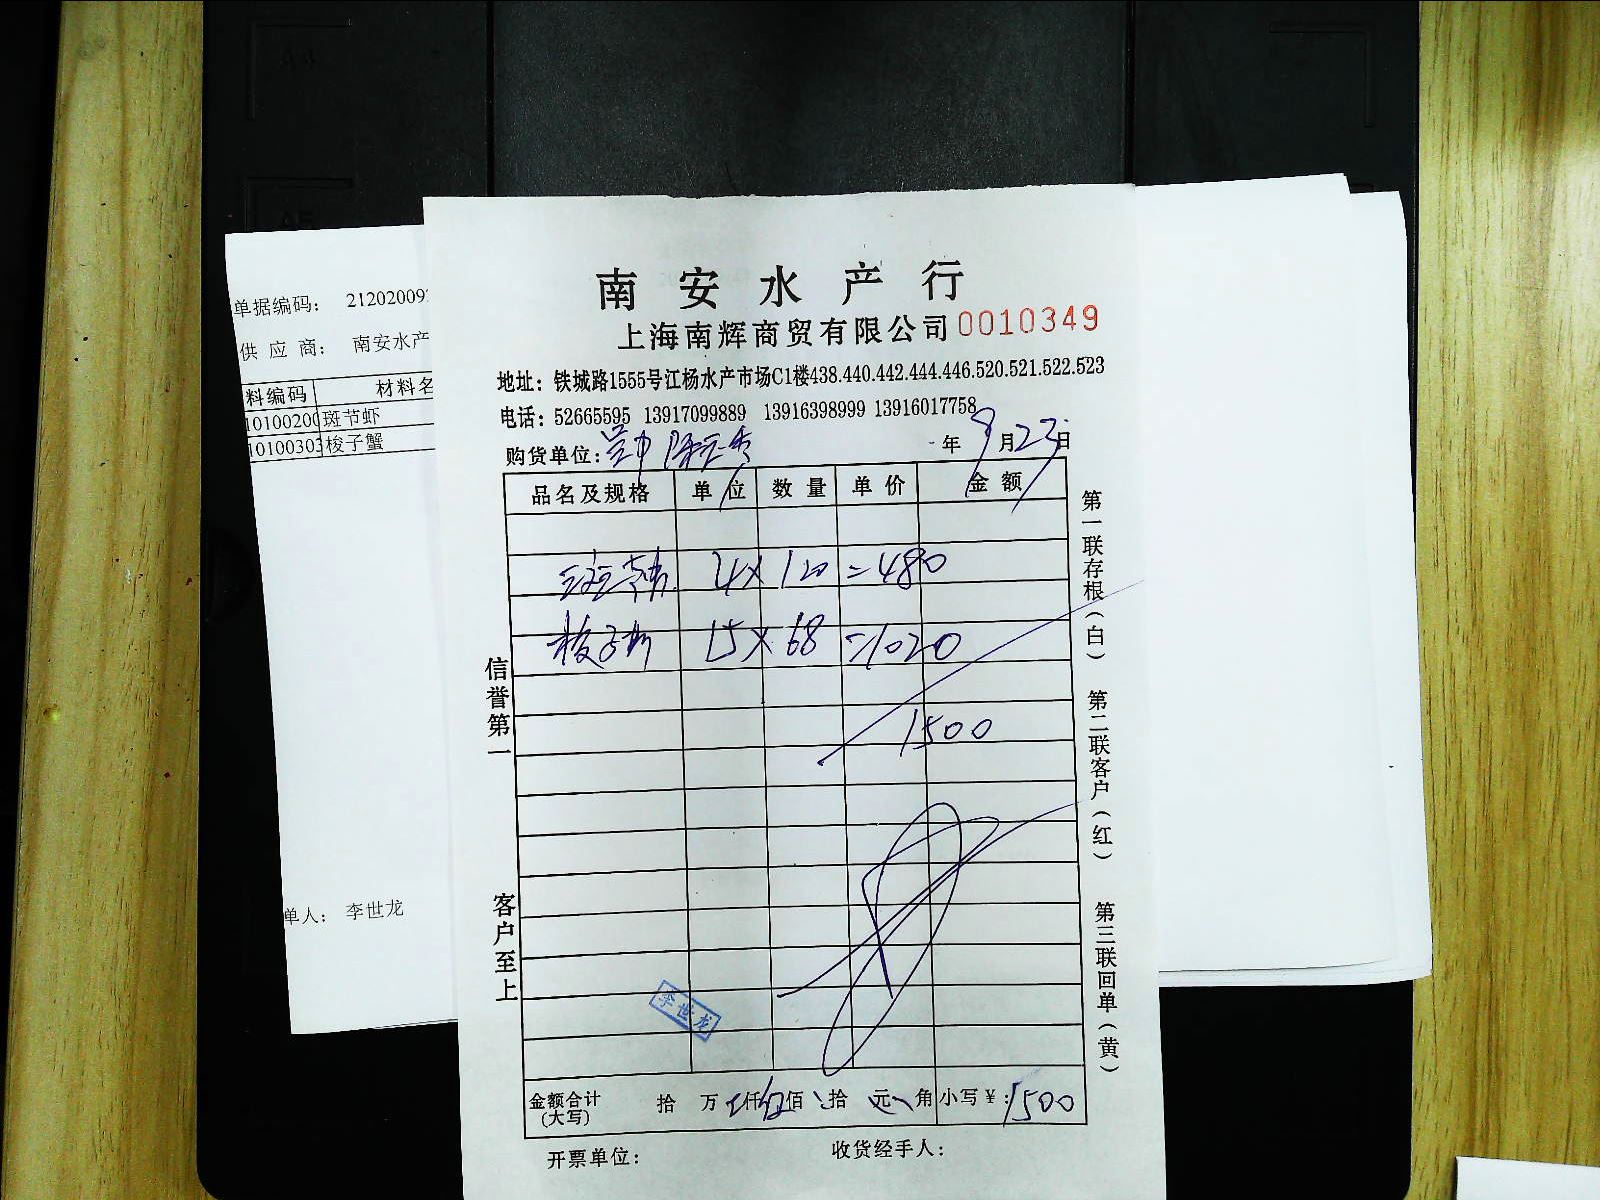 单据编码： 21202009
供 应 商： 南安水产
料编码 材料名
10100200 斑节虾
10100303 梭子蟹
单人： 李世龙
南安水产行
上海南辉商贸有限公司 0010349
地址：铁城路1555号江杨水产市场C1楼438.440.442.444.446.520.521.522.523
电话：52665595 13917099889 13916398999 13916017758
购货单位： 年 9月23日
品名及规格 单位 数量 单价 金额
4×120=480
梭子 15×68=1020
1500
信誉第一
客户至上
第一联存根（白）
第二联客户（红）
第三联回单（黄）
李世龙
金额合计（大写） 拾 万 仟 佰 拾 元 角 小写￥：1500
开票单位： 收货经手人：